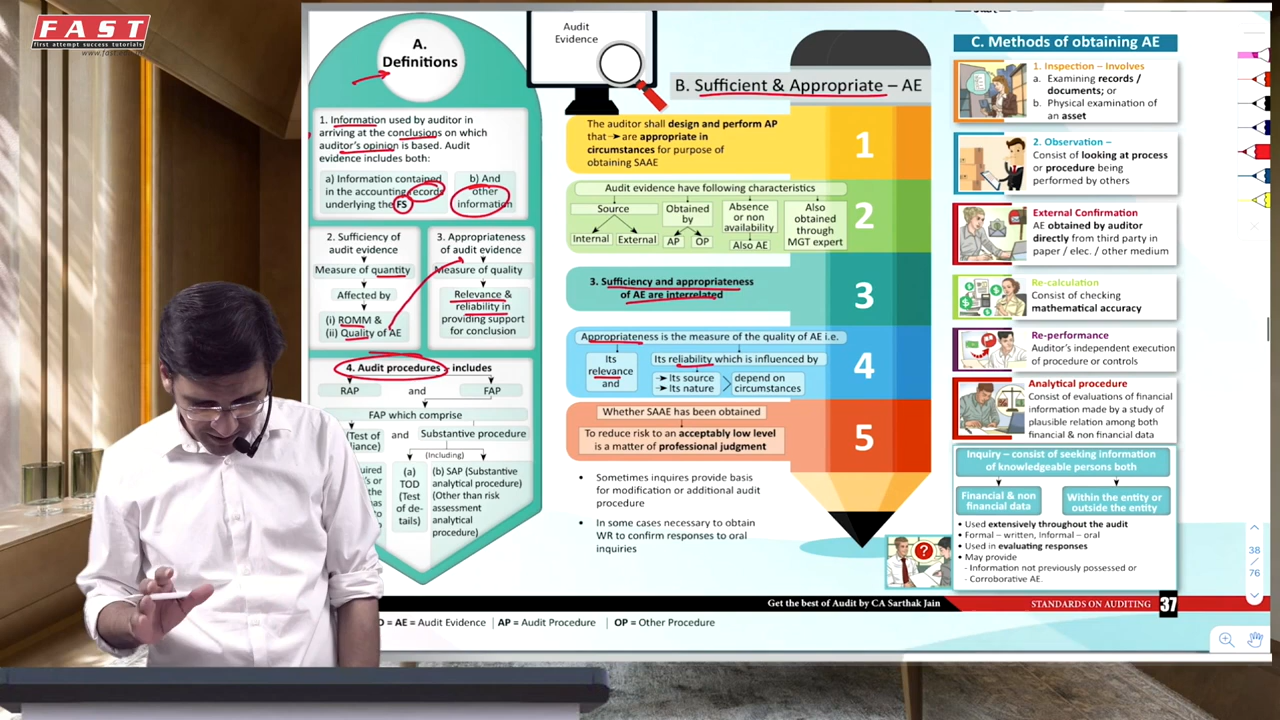 FAST
first attempt success tutorials
A.
Definitions
1. Information used by auditor in
arriving at the conclusions on which
auditor's opinion is based. Audit
evidence includes both:
a) Information contained
in the accounting records
underlying the FS
b) And
other
information
2. Sufficiency of
audit evidence
Measure of quantity
Affected by
(i) ROMM &
(ii) Quality of AE
3. Appropriateness
of audit evidence
Measure of quality
Relevance &
reliability in
providing support
for conclusion
4. Audit procedures - includes
RAP and FAP
FAP which comprise
(Test of
and Substantive procedure
(Including)
(a)
TOD
(Test
of de-
tails)
(b) SAP (Substantive
analytical procedure)
(Other than risk
assessment
analytical
procedure)
Audit
Evidence
B. Sufficient & Appropriate – AE
The auditor shall design and perform AP
that → are appropriate in
circumstances for purpose of
obtaining SAAE
1
Audit evidence have following characteristics
Source
Internal External
Obtained
by
AP OP
Absence
or non
availability
Also AE
Also
obtained
through
MGT expert
2
3. Sufficiency and appropriateness
of AE are interrelated
3
Appropriateness is the measure of the quality of AE i.e.
Its
relevance
and
Its reliability which is influenced by
→ Its source
→ Its nature
depend on
circumstances
4
Whether SAAE has been obtained
To reduce risk to an acceptably low level
is a matter of professional judgment
5
• Sometimes inquires provide basis
for modification or additional audit
procedure
• In some cases necessary to obtain
WR to confirm responses to oral
inquiries
C. Methods of obtaining AE
1. Inspection – Involves
a. Examining records /
documents; or
b. Physical examination of
an asset
2. Observation –
Consist of looking at process
or procedure being
performed by others
External Confirmation
AE obtained by auditor
directly from third party in
paper / elec. / other medium
Re-calculation
Consist of checking
mathematical accuracy
Re-performance
Auditor's independent execution
of procedure or controls
Analytical procedure
Consist of evaluations of financial
information made by a study of
plausible relation among both
financial & non financial data
Inquiry – consist of seeking information
of knowledgeable persons both
Financial & non
financial data
Within the entity or
outside the entity
• Used extensively throughout the audit
• Formal – written, Informal – oral
• Used in evaluating responses
• May provide
- Information not previously possessed or
- Corroborative AE.
Get the best of Audit by CA Sarthak Jain
STANDARDS ON AUDITING 37
= AE = Audit Evidence | AP = Audit Procedure | OP = Other Procedure
38
/
76